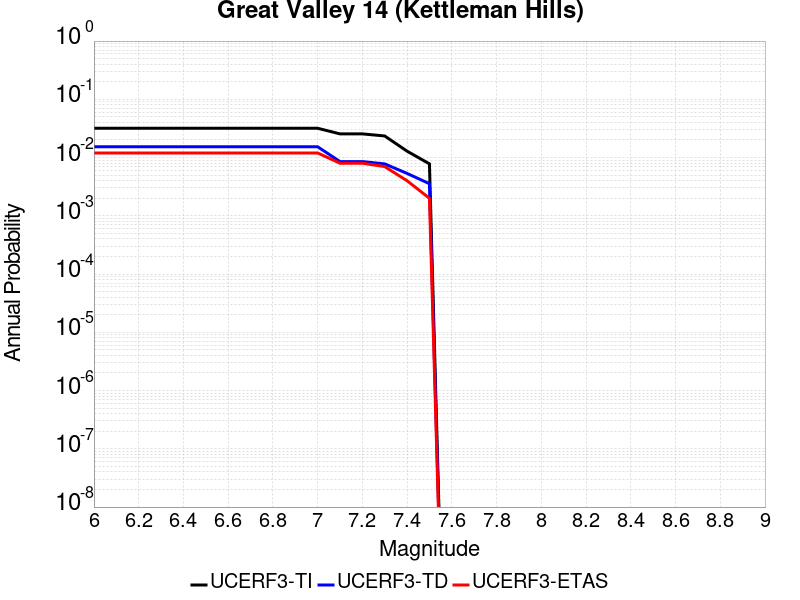 Great Valley 14 (Kettleman Hills)
10^0
10^-1
10^-2
10^-3
10^-4
10^-5
10^-6
10^-7
10^-8
Annual Probability
6 6.2 6.4 6.6 6.8 7 7.2 7.4 7.6 7.8 8 8.2 8.4 8.6 8.8 9
Magnitude
UCERF3-TI UCERF3-TD UCERF3-ETAS